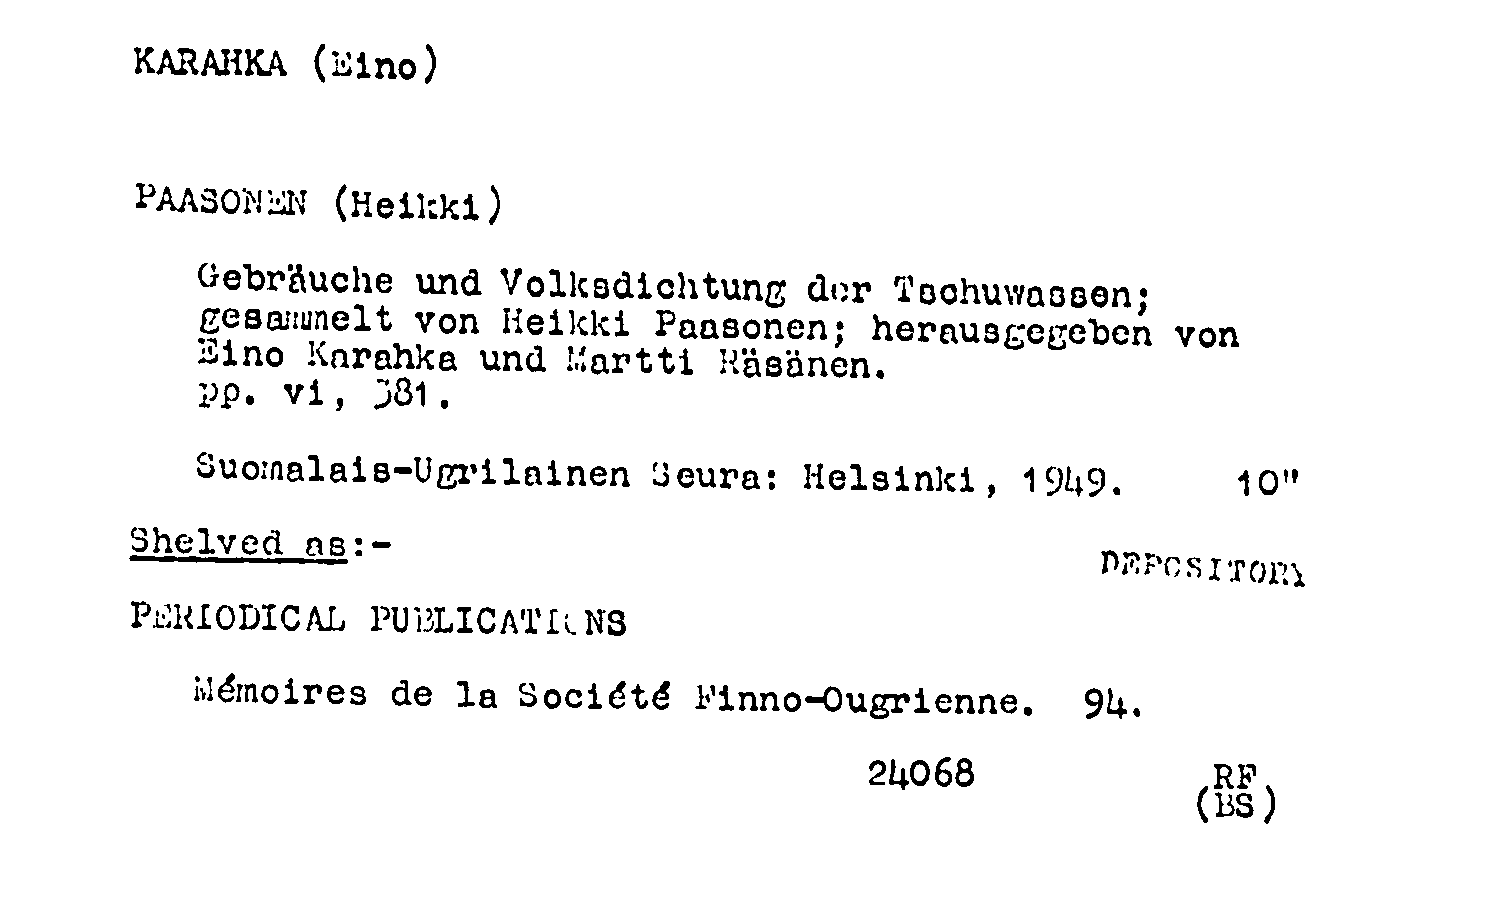 KARAHKA (Eino)
PAASONEN (Heikki)
Gebräuche und Volksdichtung der Tschuwassen;
gesammelt von Heikki Paasonen; herausgegeben von
Eino Karahka und Martti Räsänen.
pp. vi, 381.
Suomalais-Ugrilainen Seura: Helsinki, 1949. 10"
Shelved as:-
DEPOSITORY
PERIODICAL PUBLICATIONS
Mémoires de la Société Finno-Ougrienne. 94.
24068 RF
(BS)